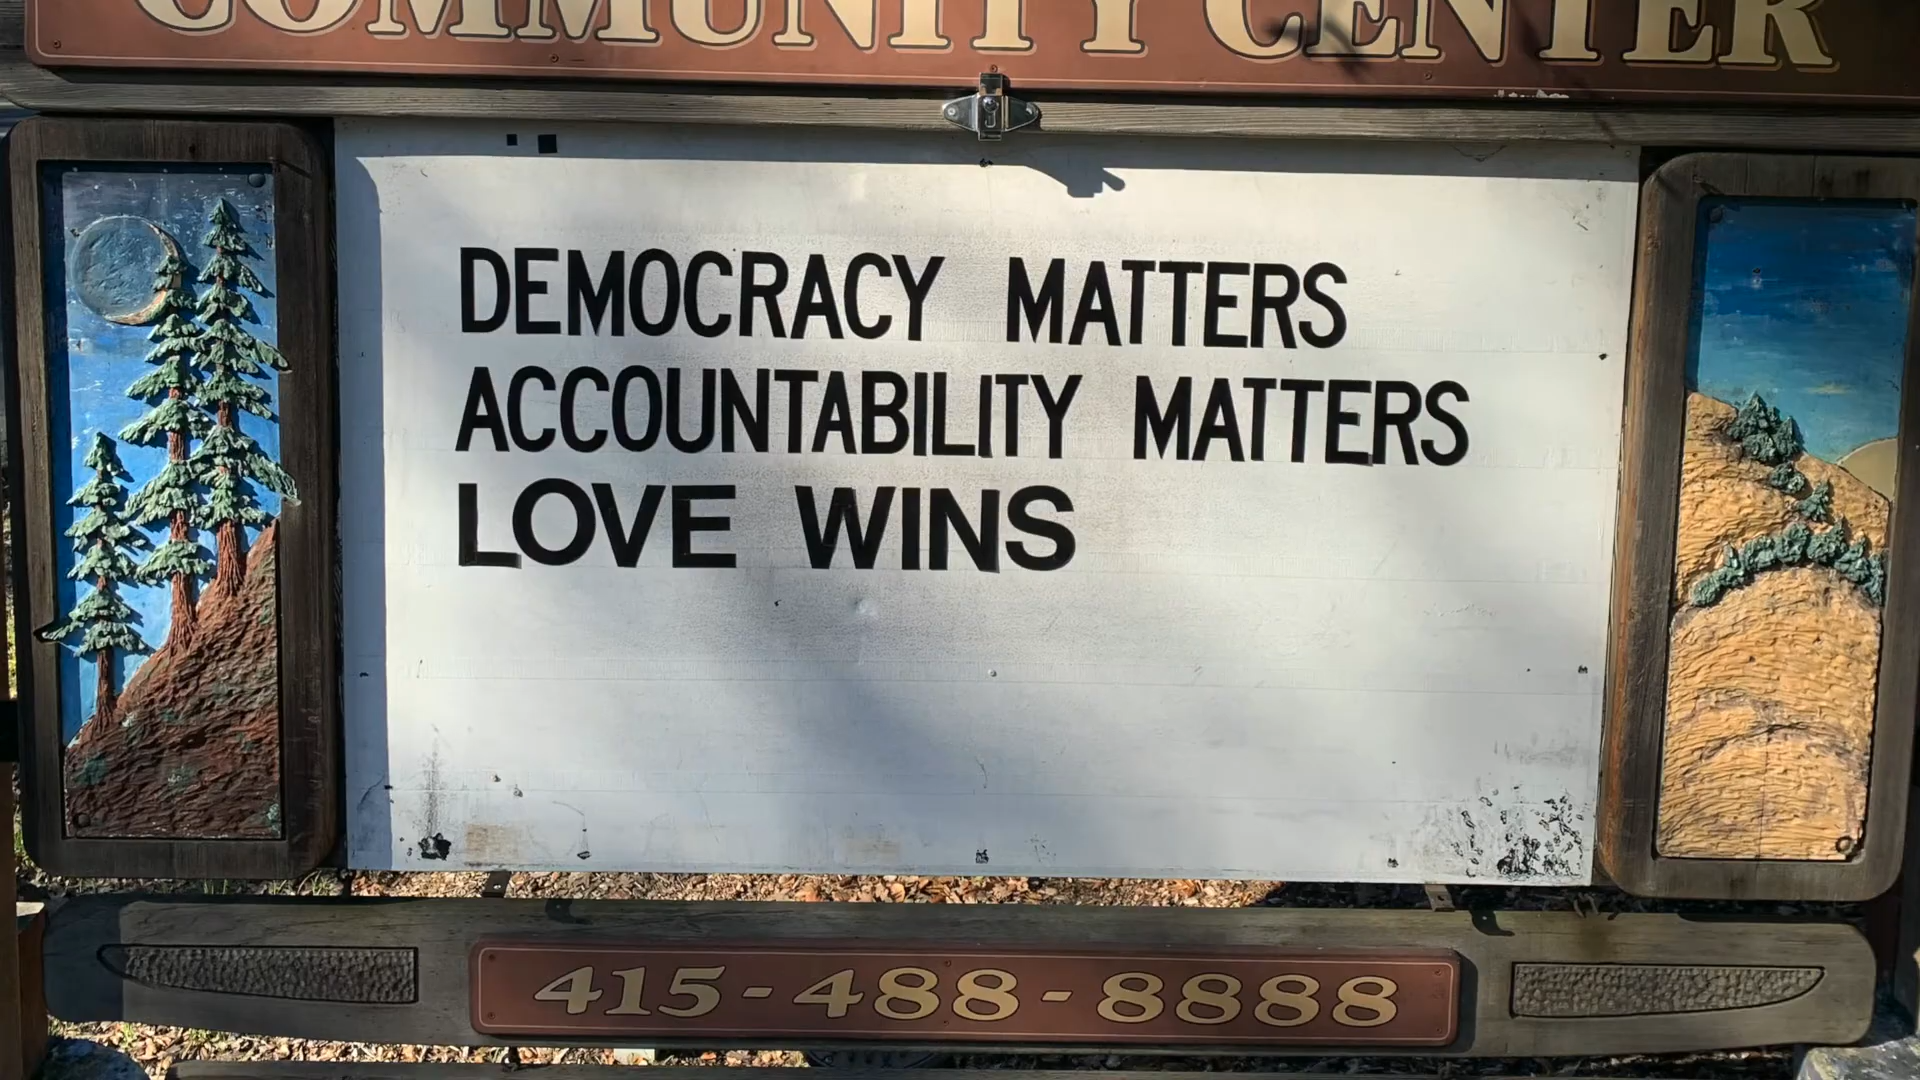 COMMUNITY CENTER
DEMOCRACY MATTERS
ACCOUNTABILITY MATTERS
LOVE WINS
415-488-8888